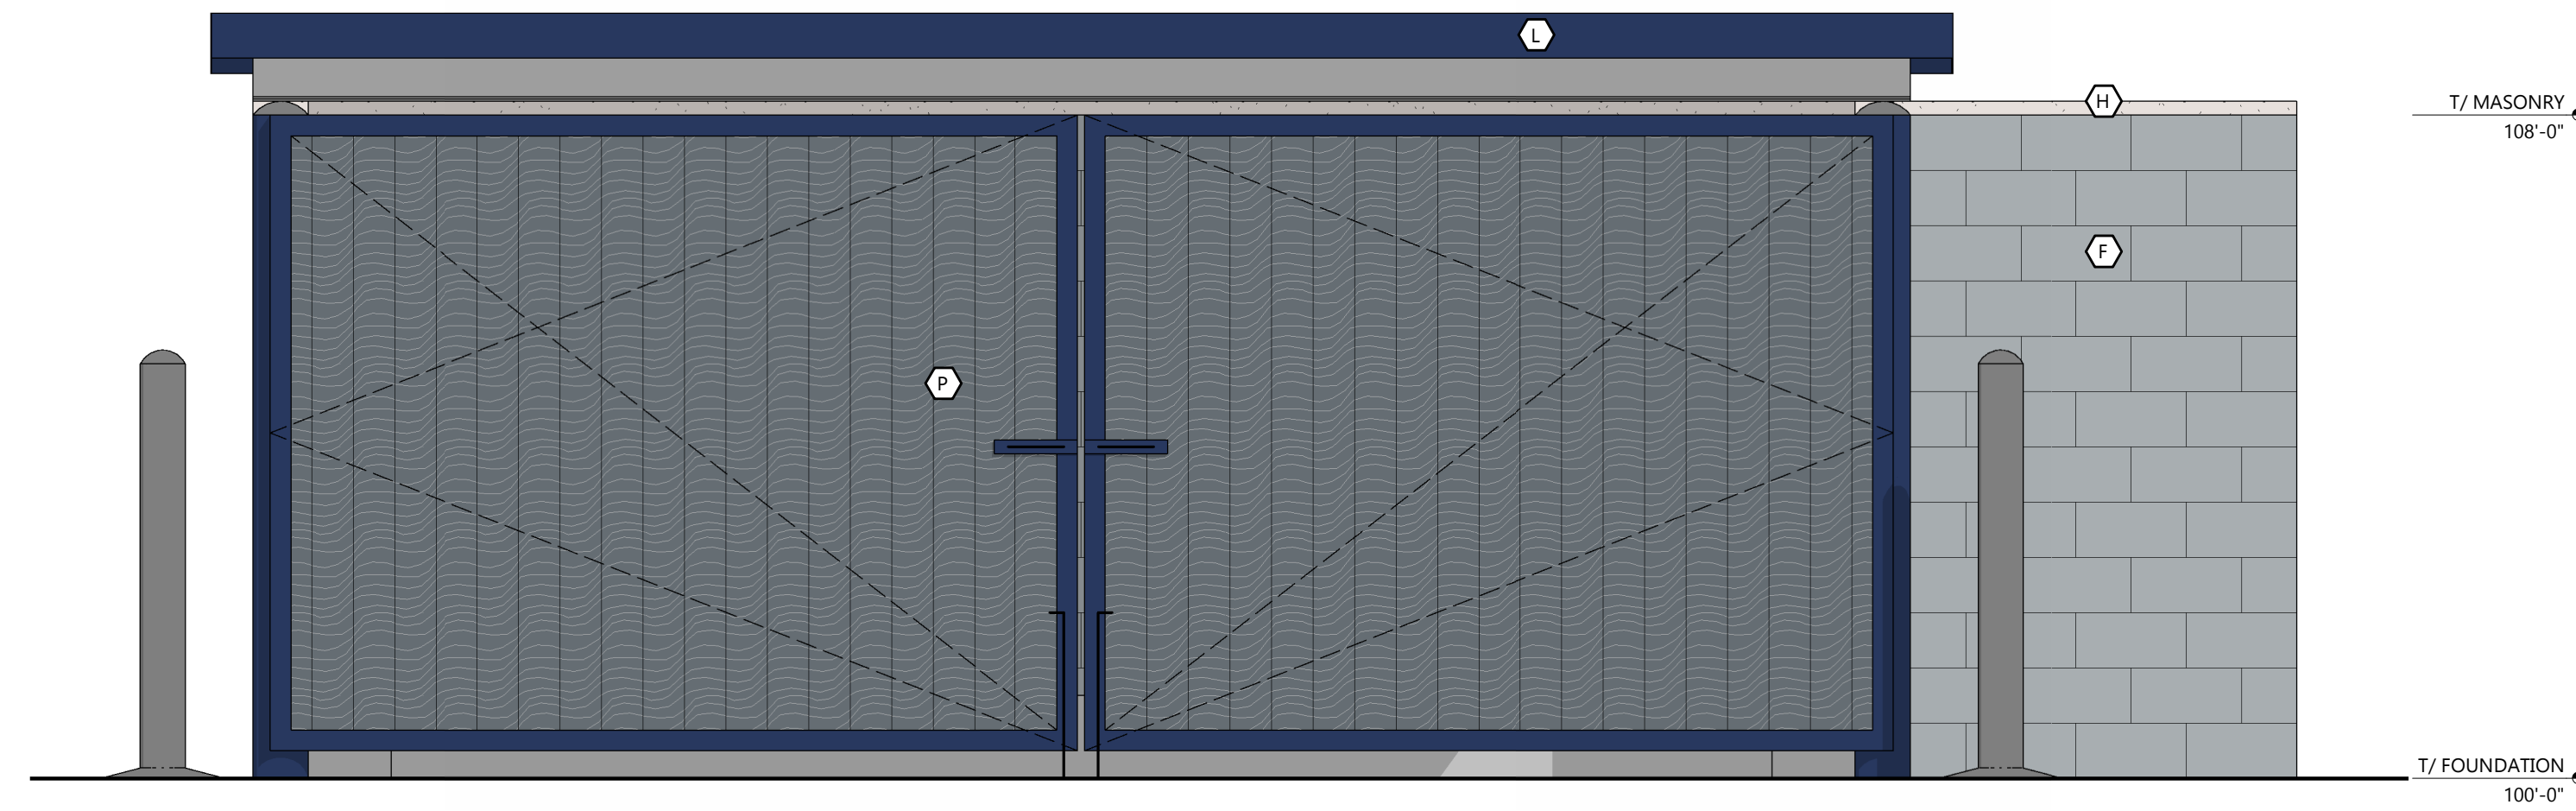 L
H
T/ MASONRY
108'-0"
F
P
T/ FOUNDATION
100'-0"